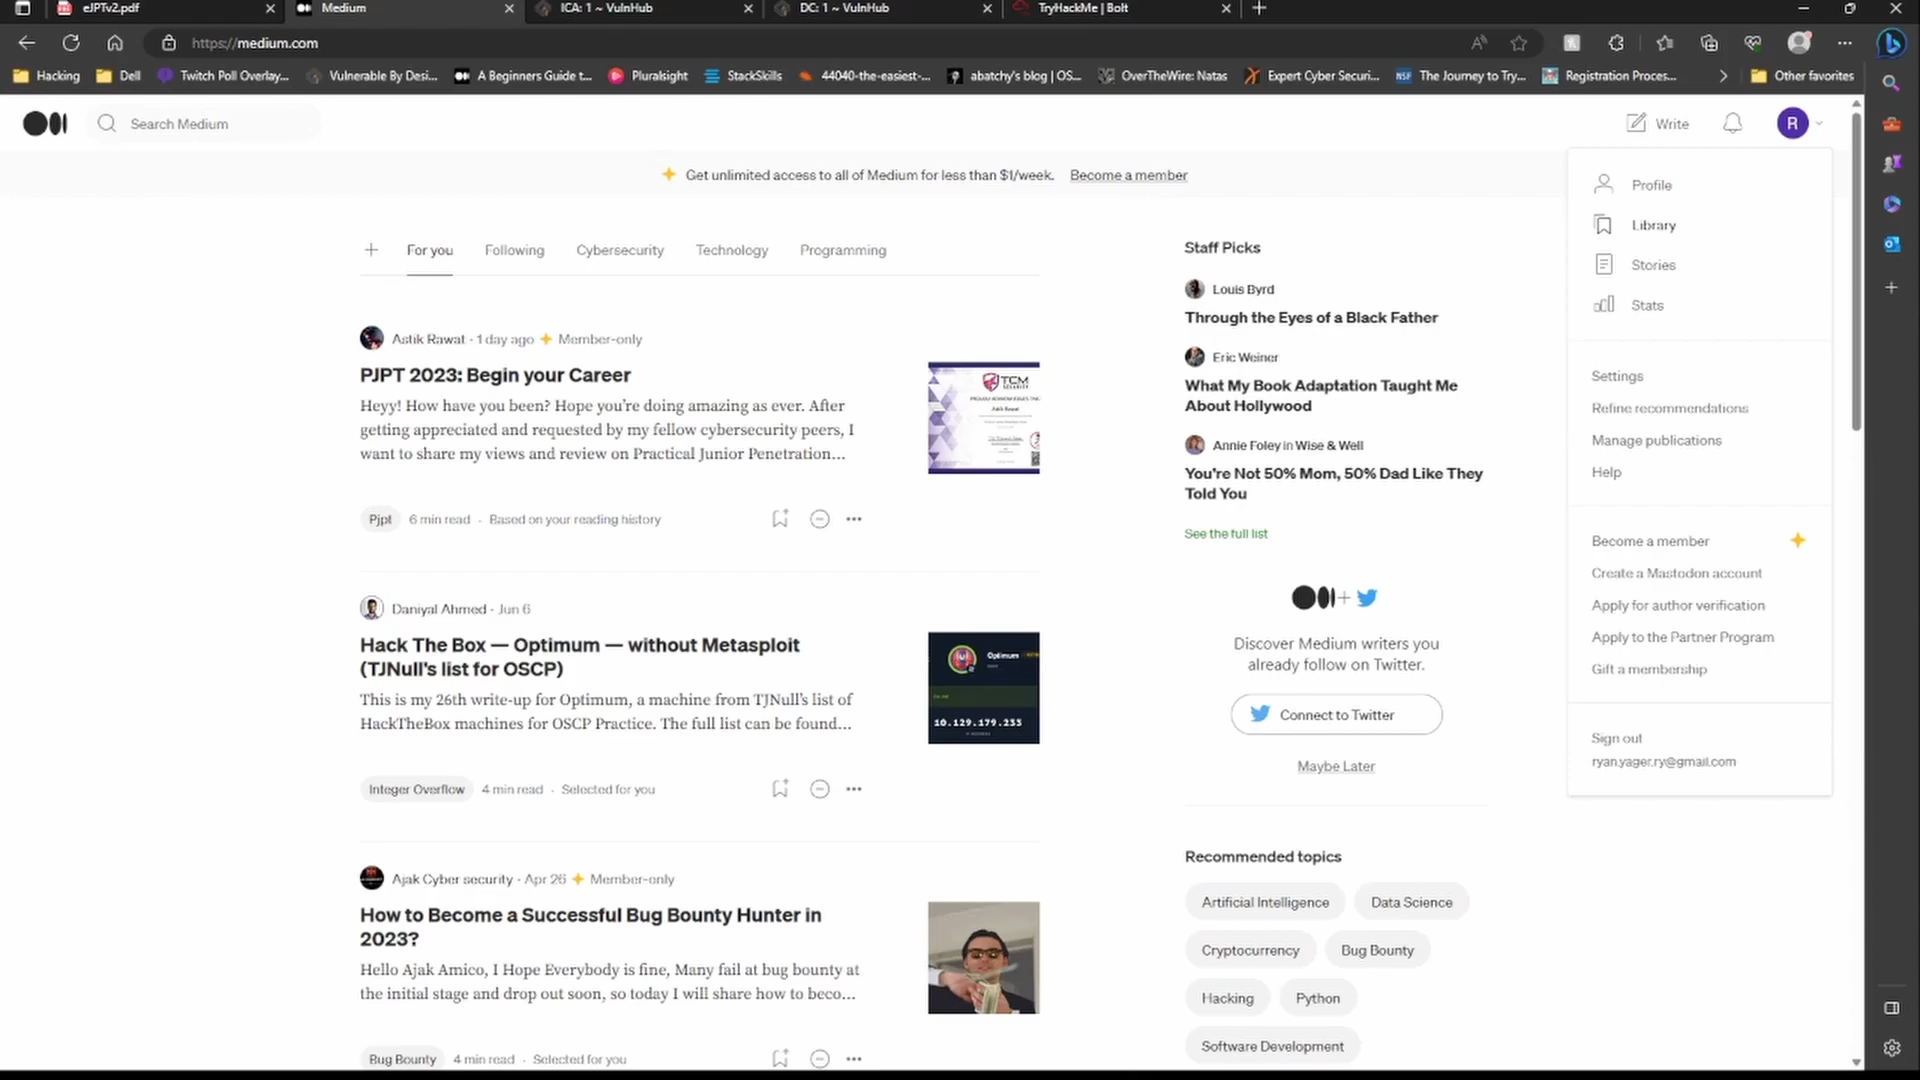 eJPTv2.pdf
Medium
ICA: 1 ~ VulnHub
DC: 1 ~ VulnHub
TryHackMe | Bolt
https://medium.com
Hacking
Dell
Twitch Poll Overlay...
Vulnerable By Desi...
A Beginners Guide t...
Pluralsight
StackSkills
44040-the-easiest-...
abatchy's blog | OS...
OverTheWire: Natas
Expert Cyber Securi...
The Journey to Try...
Registration Proces...
Other favorites
Search Medium
Write
R
Get unlimited access to all of Medium for less than $1/week. Become a member
For you
Following
Cybersecurity
Technology
Programming
Astik Rawat · 1 day ago Member-only
PJPT 2023: Begin your Career
Heyy! How have you been? Hope you're doing amazing as ever. After
getting appreciated and requested by my fellow cybersecurity peers, I
want to share my views and review on Practical Junior Penetration...
TCM
SECURITY
Astik Rawat
Pjpt 6 min read · Based on your reading history
Daniyal Ahmed · Jun 6
Hack The Box — Optimum — without Metasploit
(TJNull's list for OSCP)
This is my 26th write-up for Optimum, a machine from TJNull's list of
HackTheBox machines for OSCP Practice. The full list can be found...
Optimum
10.129.179.233
IP ADDRESS
Integer Overflow 4 min read · Selected for you
Ajak Cyber security · Apr 26 Member-only
How to Become a Successful Bug Bounty Hunter in
2023?
Hello Ajak Amico, I Hope Everybody is fine, Many fail at bug bounty at
the initial stage and drop out soon, so today I will share how to beco...
Bug Bounty 4 min read · Selected for you
Staff Picks
Louis Byrd
Through the Eyes of a Black Father
Eric Weiner
What My Book Adaptation Taught Me
About Hollywood
Annie Foley in Wise & Well
You're Not 50% Mom, 50% Dad Like They
Told You
See the full list
Discover Medium writers you
already follow on Twitter.
Connect to Twitter
Maybe Later
Recommended topics
Artificial Intelligence
Data Science
Cryptocurrency
Bug Bounty
Hacking
Python
Software Development
Profile
Library
Stories
Stats
Settings
Refine recommendations
Manage publications
Help
Become a member
Create a Mastodon account
Apply for author verification
Apply to the Partner Program
Gift a membership
Sign out
ryan.yager.ry@gmail.com